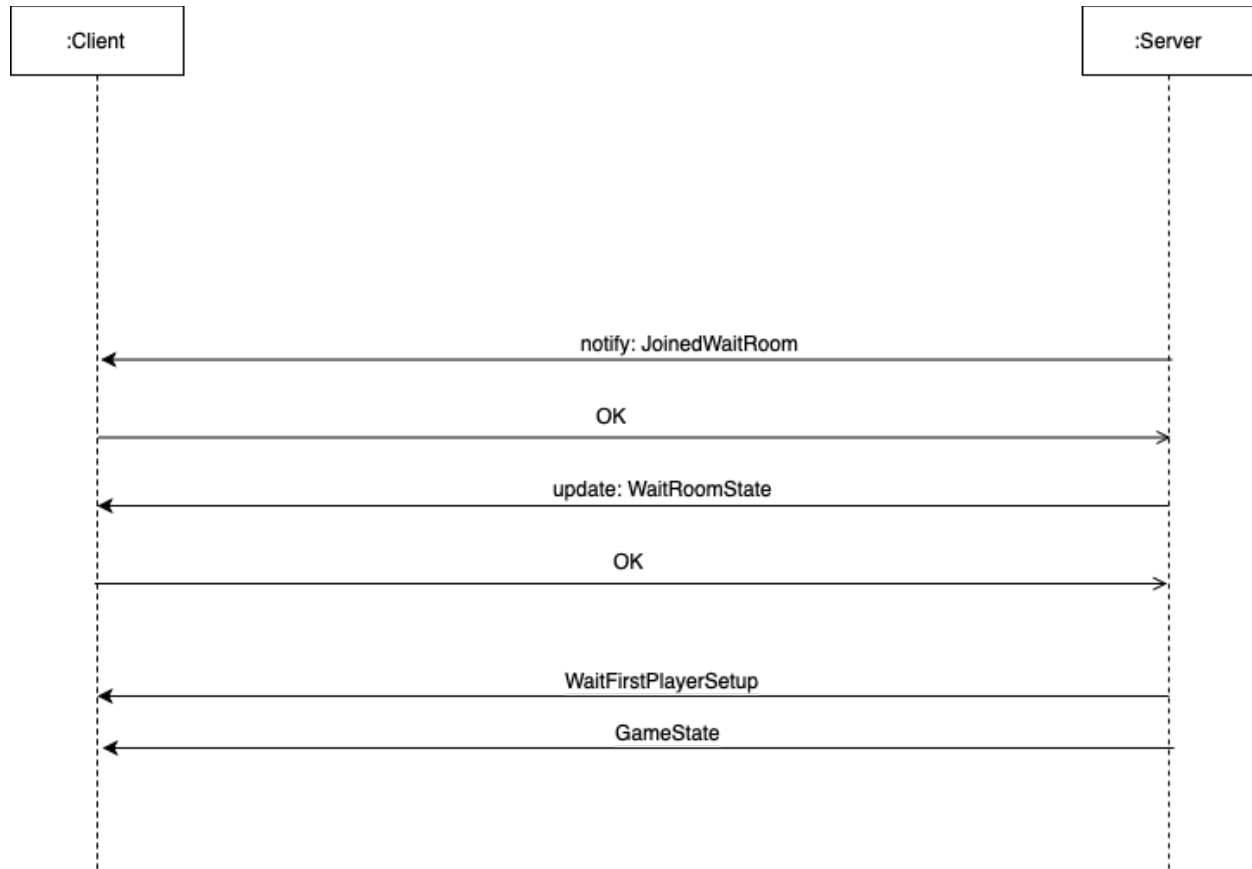 :Client
:Server
notify: JoinedWaitRoom
OK
update: WaitRoomState
OK
WaitFirstPlayerSetup
GameState